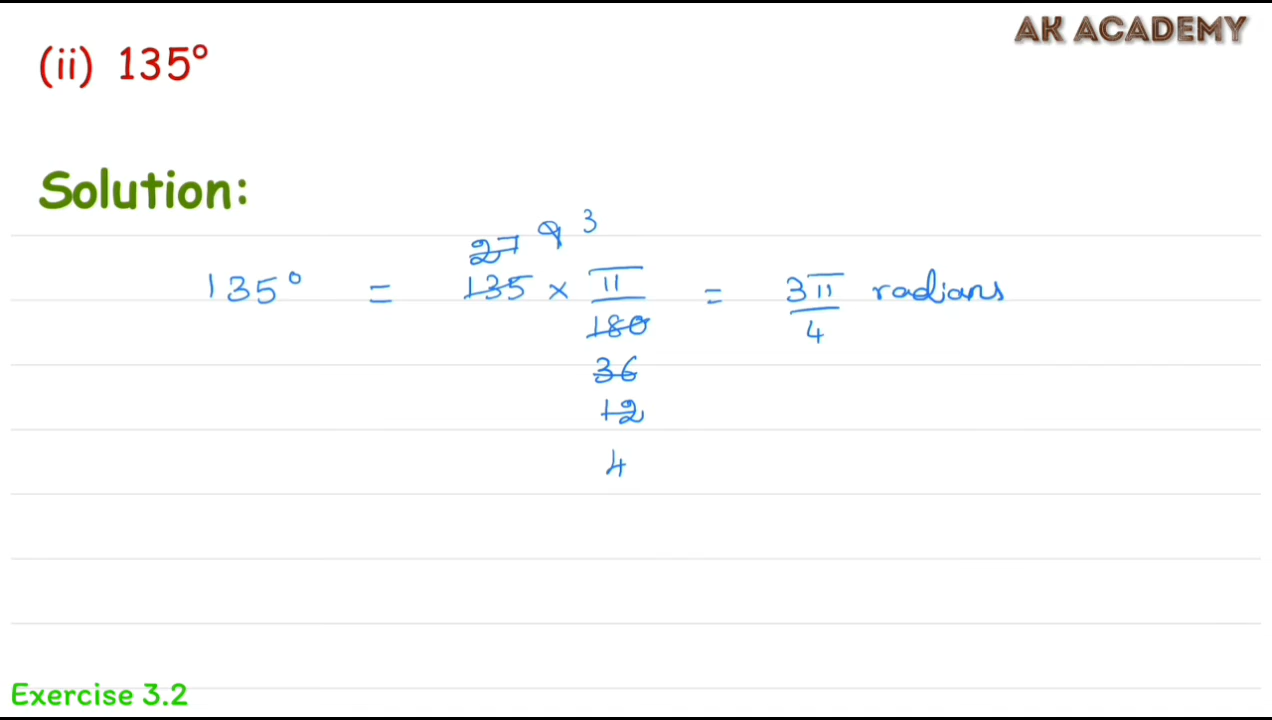 AK ACADEMY
(ii) 135°
Solution:
27 9 3
135° = 135 × π/180 = 3π/4 radians
36
12
4
Exercise 3.2